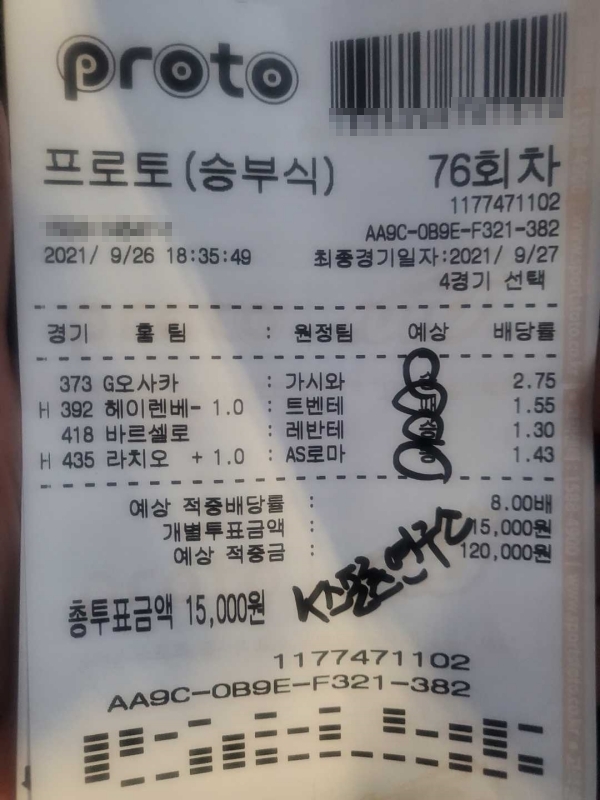 proto
프로토(승부식) 76회차
1177471102
AA9C-0B9E-F321-382
2021/ 9/26 18:35:49 최종경기일자:2021/ 9/27
4경기 선택
경기 홈 팀 : 원정팀 예상 배당률
373 G오사카 : 가시와 2.75
H 392 헤이렌베- 1.0 : 트벤테 1.55
418 바르셀로 : 레반테 승 1.30
H 435 라치오 + 1.0 : AS로마 승 1.43
예상 적중배당률 : 8.00배
개별투표금액 : 15,000원
예상 적중금 : 120,000원
총투표금액 15,000원
1177471102
AA9C-0B9E-F321-382